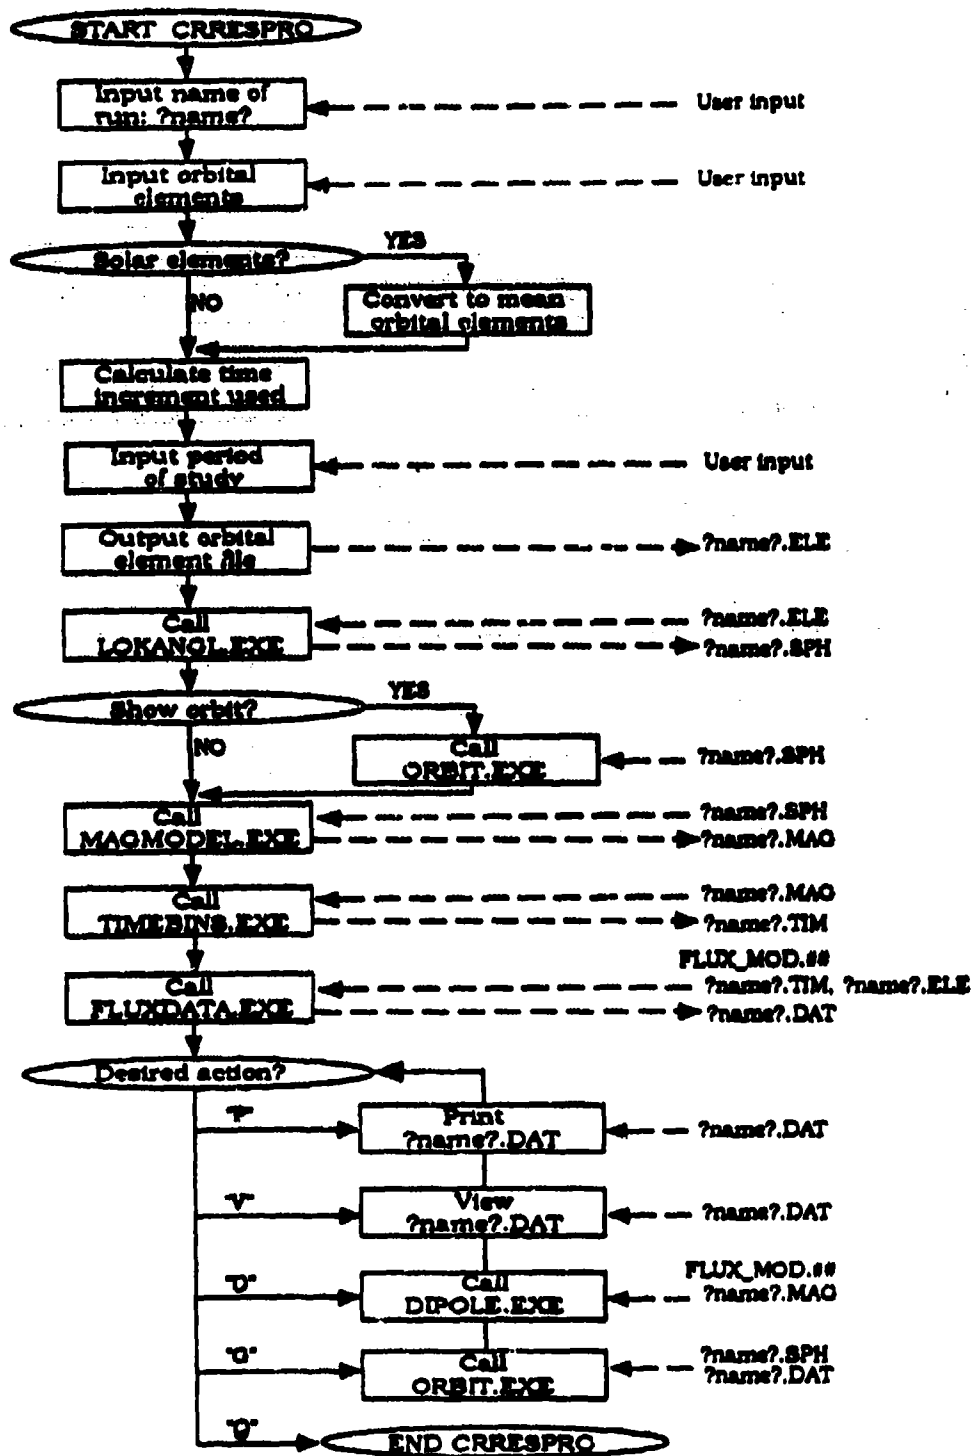 START CRRESPRO
Input name of
run: ?name?
User input
Input orbital
elements
User input
Solar elements?
YES
NO
Convert to mean
orbital elements
Calculate time
increment used
Input period
of study
User input
Output orbital
element file
?name?.ELE
Call
LOKANGL.EXE
?name?.ELE
?name?.SPH
Show orbit?
YES
NO
Call
ORBIT.EXE
?name?.SPH
Call
MAGMODEL.EXE
?name?.SPH
?name?.MAG
Call
TIMEBINS.EXE
?name?.MAG
?name?.TIM
Call
FLUXDATA.EXE
FLUX_MOD.##
?name?.TIM, ?name?.ELE
?name?.DAT
Desired action?
"P"
Print
?name?.DAT
?name?.DAT
"V"
View
?name?.DAT
?name?.DAT
"D"
Call
DIPOLE.EXE
FLUX_MOD.##
?name?.MAG
"G"
Call
ORBIT.EXE
?name?.SPH
?name?.DAT
"Q"
END CRRESPRO